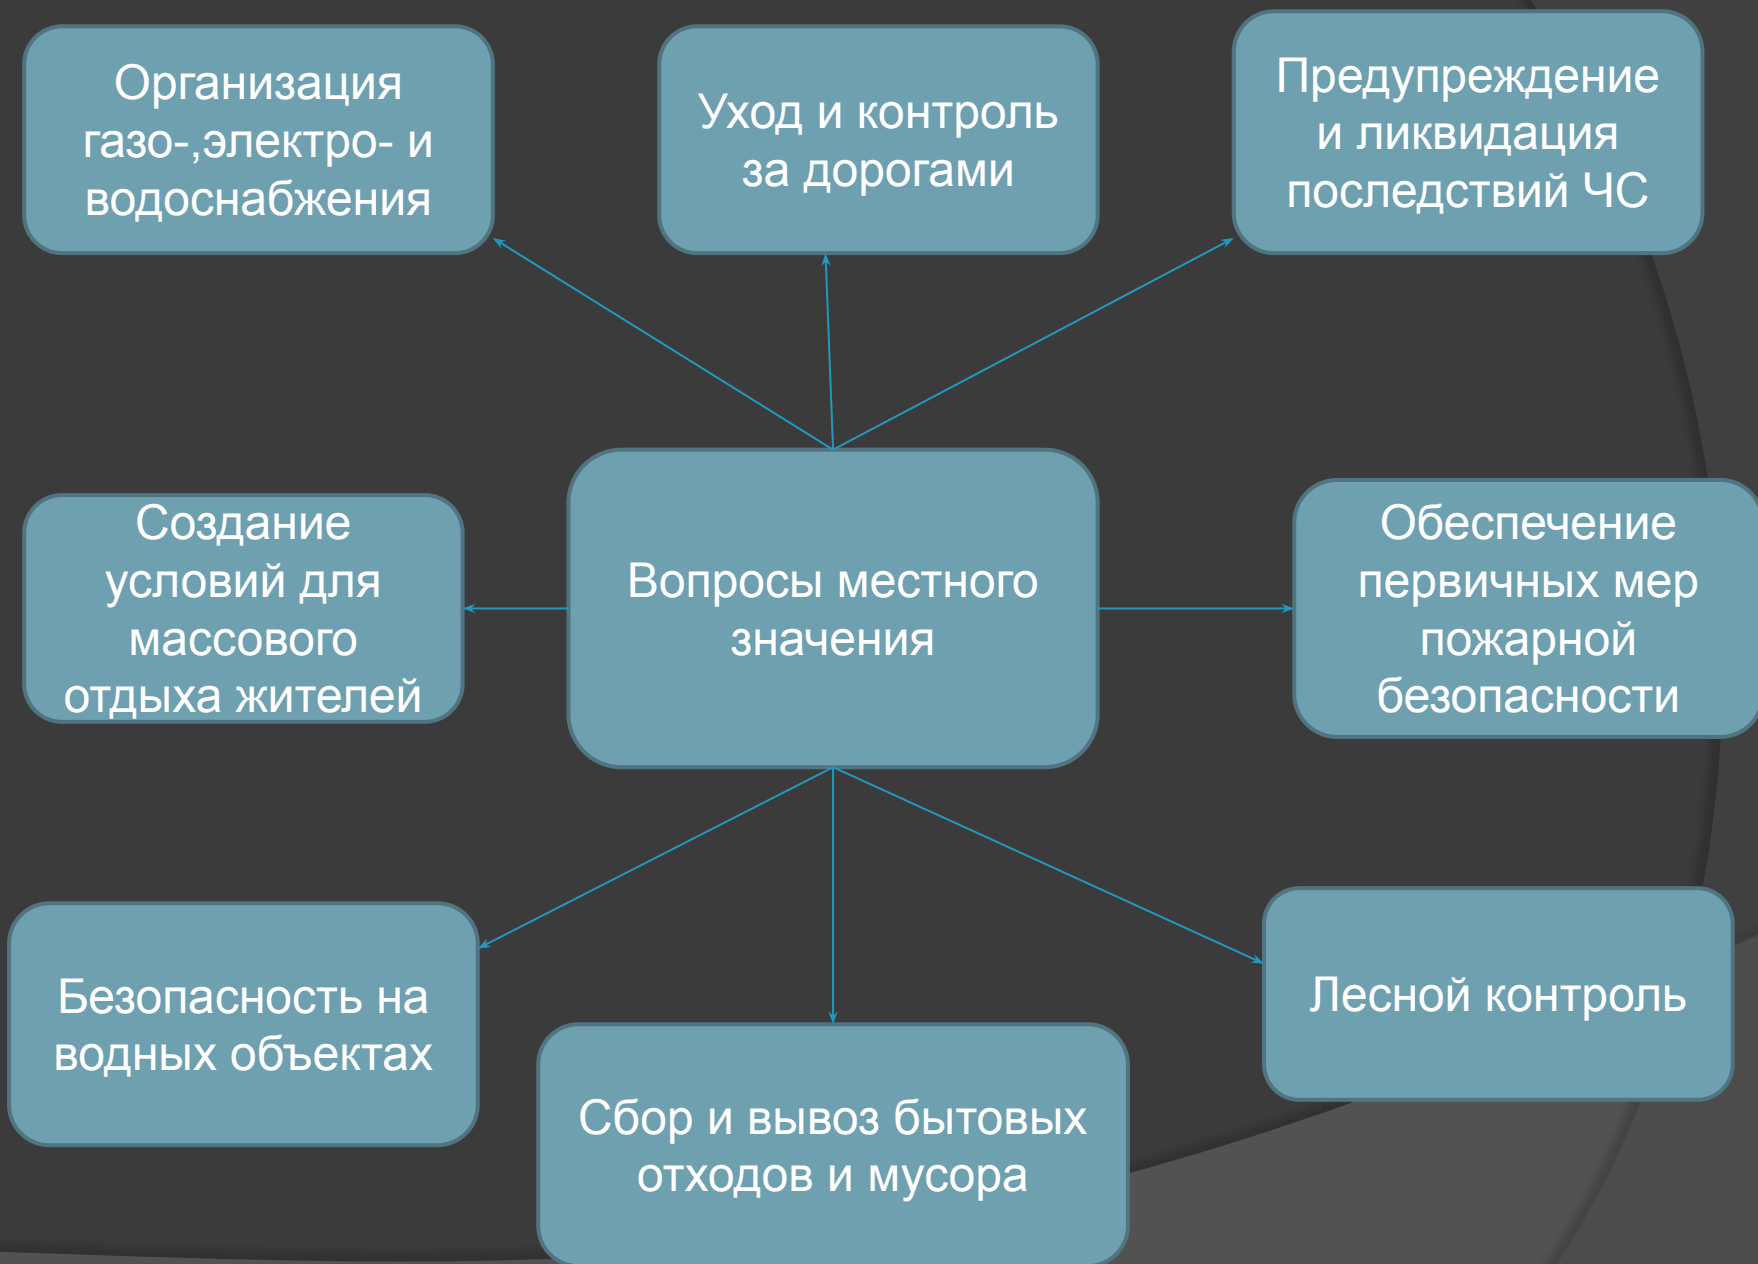 Организация
газо-,электро- и
водоснабжения
Уход и контроль
за дорогами
Предупреждение
и ликвидация
последствий ЧС
Создание
условий для
массового
отдыха жителей
Вопросы местного
значения
Обеспечение
первичных мер
пожарной
безопасности
Безопасность на
водных объектах
Сбор и вывоз бытовых
отходов и мусора
Лесной контроль